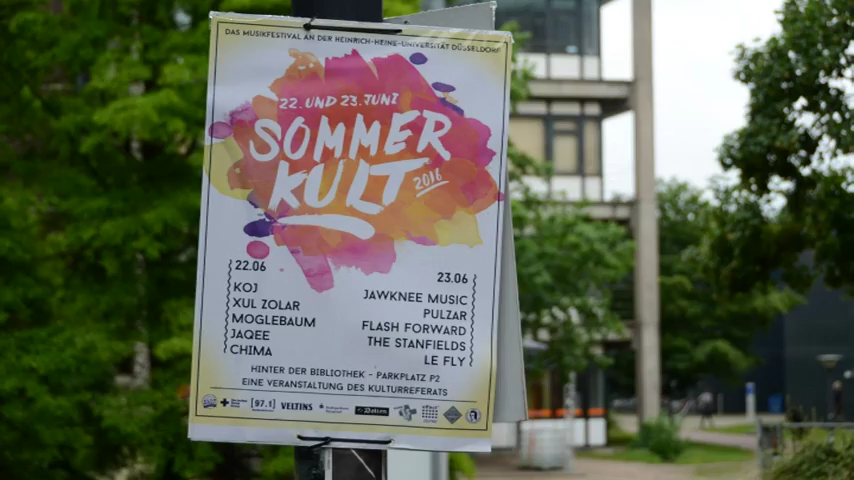 DAS MUSIKFESTIVAL AN DER HEINRICH-HEINE-UNIVERSITÄT DÜSSELDORF
22. UND 23. JUNI
SOMMER
KULT
2016
22.06
KOJ
XUL ZOLAR
MOGLEBAUM
JAQEE
CHIMA
23.06
JAWKNEE MUSIC
PULZAR
FLASH FORWARD
THE STANFIELDS
LE FLY
HINTER DER BIBLIOTHEK - PARKPLATZ P2
EINE VERANSTALTUNG DES KULTURREFERATS
[97.1]
VELTINS